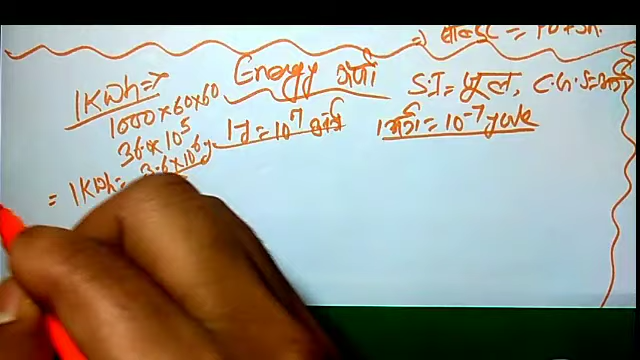 Energy ऊर्जा
S.I = जूल, C.G.S = अर्ग
1KWh =>
1000 × 60 × 60
36.0 × 10⁵
3.6 × 10⁶ J
1J = 10⁷ अर्ग
1 अर्ग = 10⁻⁷
= 1KWh =